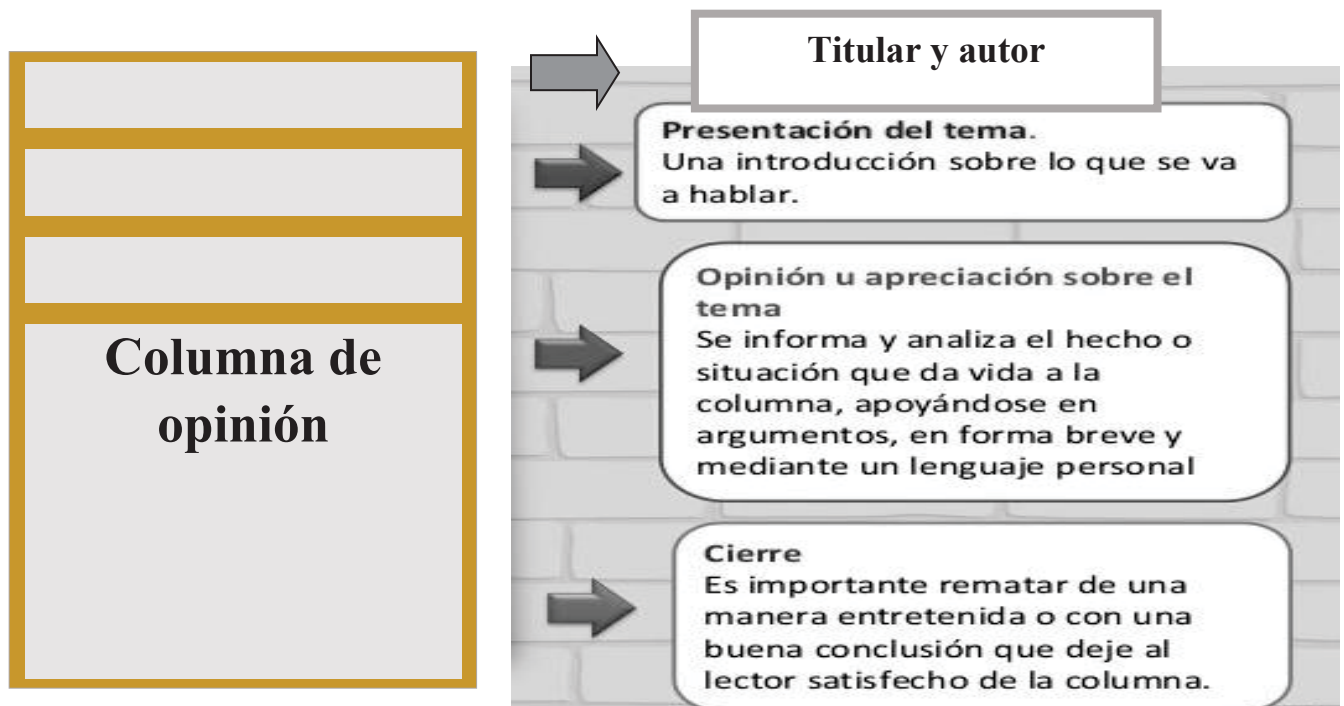 Columna de
opinión
Titular y autor
Presentación del tema.
Una introducción sobre lo que se va
a hablar.
Opinión u apreciación sobre el
tema
Se informa y analiza el hecho o
situación que da vida a la
columna, apoyándose en
argumentos, en forma breve y
mediante un lenguaje personal
Cierre
Es importante rematar de una
manera entretenida o con una
buena conclusión que deje al
lector satisfecho de la columna.